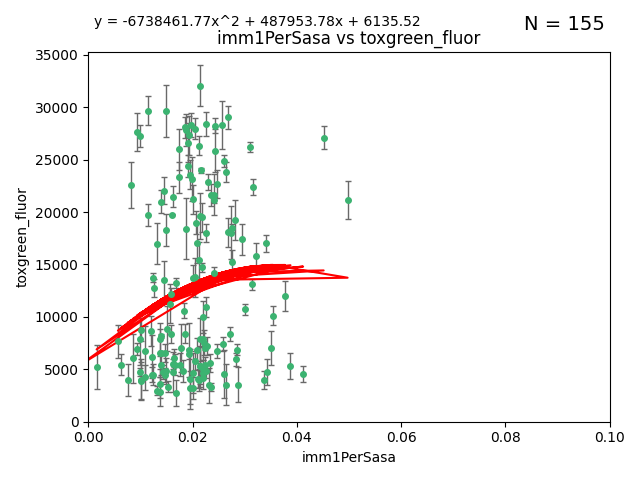 y = -6738461.77x^2 + 487953.78x + 6135.52
N = 155
imm1PerSasa vs toxgreen_fluor
35000
30000
25000
20000
15000
10000
5000
0
toxgreen_fluor
0.00 0.02 0.04 0.06 0.08 0.10
imm1PerSasa